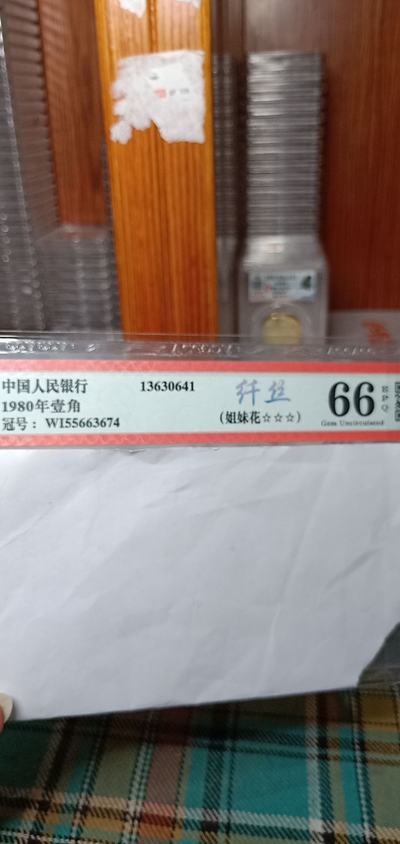 中国人民银行
1980年壹角
冠号：WI55663674
13630641
纤丝
(姐妹花☆☆☆)
66
Gem Uncirculated